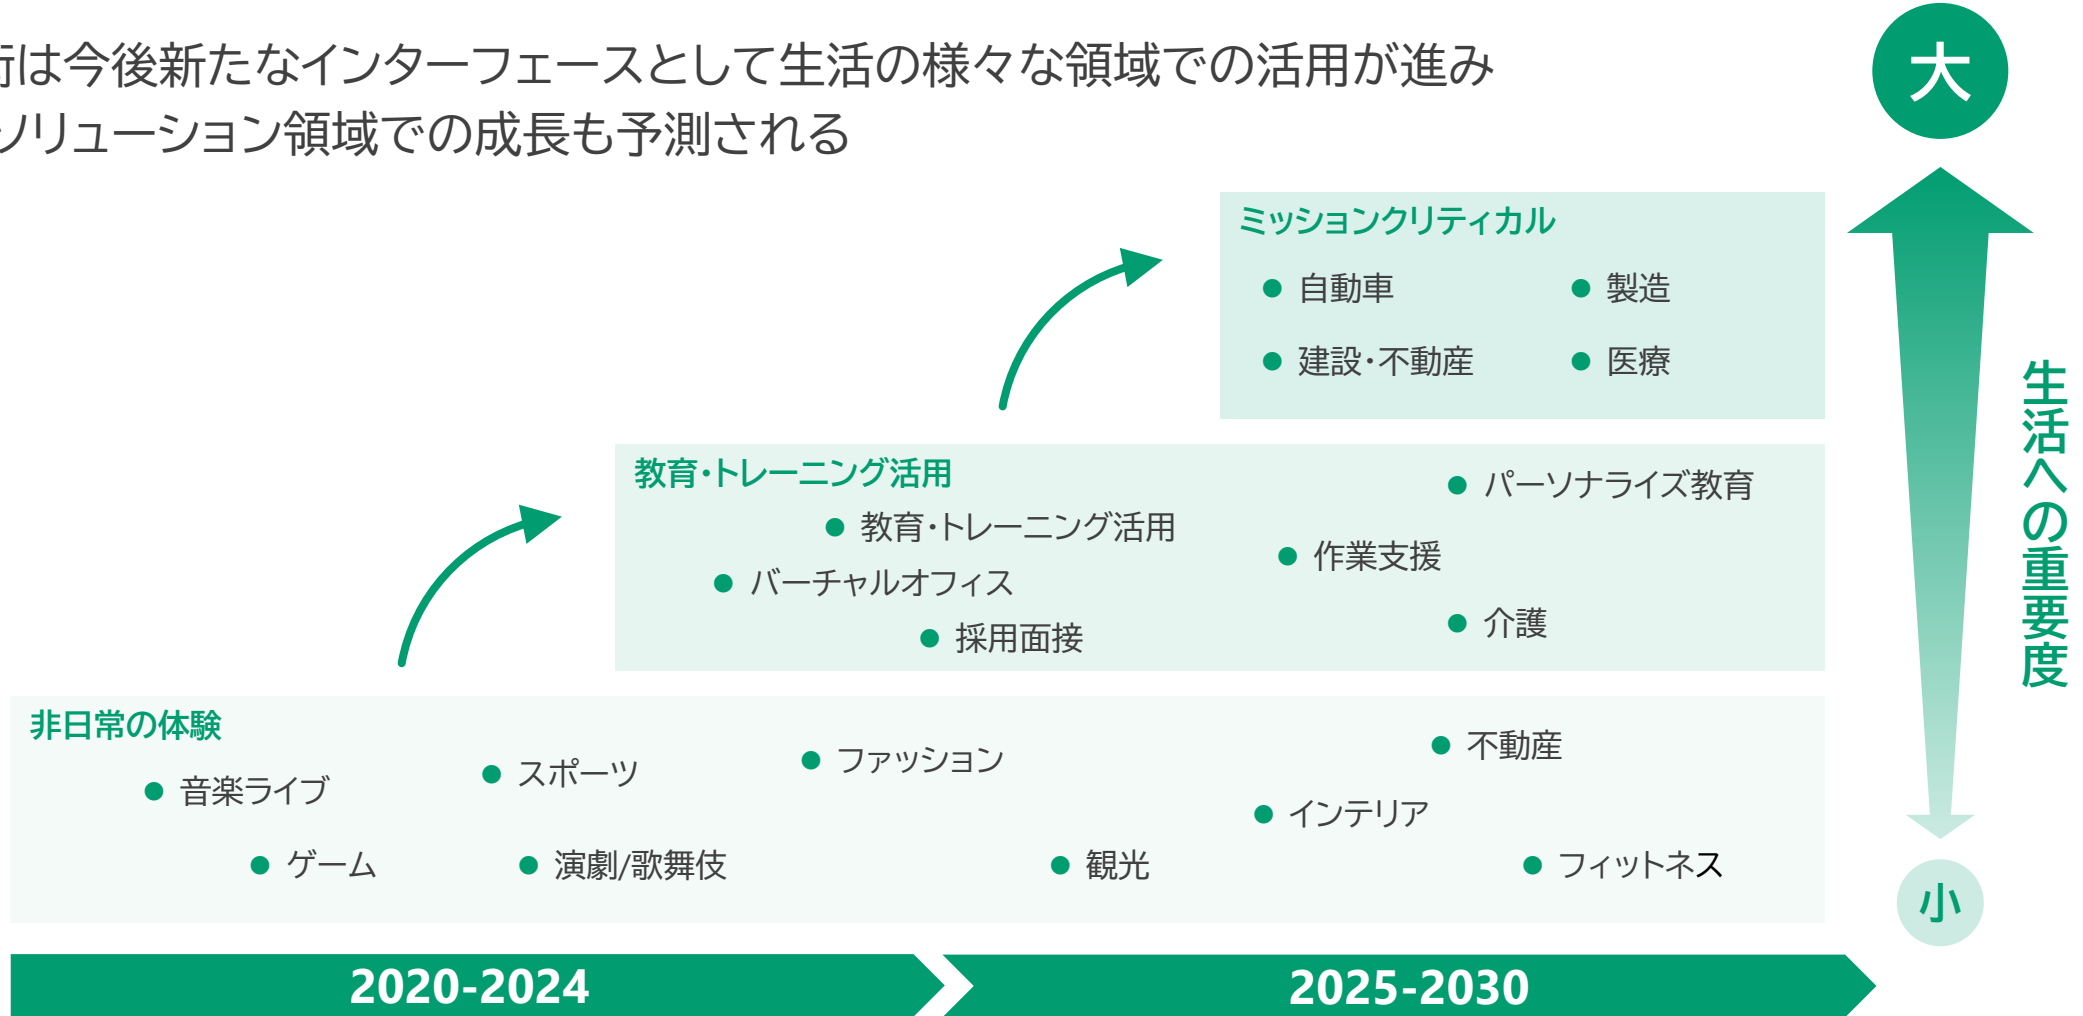 術は今後新たなインターフェースとして生活の様々な領域での活用が進み
ソリューション領域での成長も予測される
大
ミッションクリティカル
自動車
製造
建設・不動産
医療
生活への重要度
教育・トレーニング活用
パーソナライズ教育
教育・トレーニング活用
作業支援
バーチャルオフィス
介護
採用面接
非日常の体験
不動産
ファッション
スポーツ
音楽ライブ
インテリア
ゲーム
演劇/歌舞伎
観光
フィットネス
小
2020-2024
2025-2030